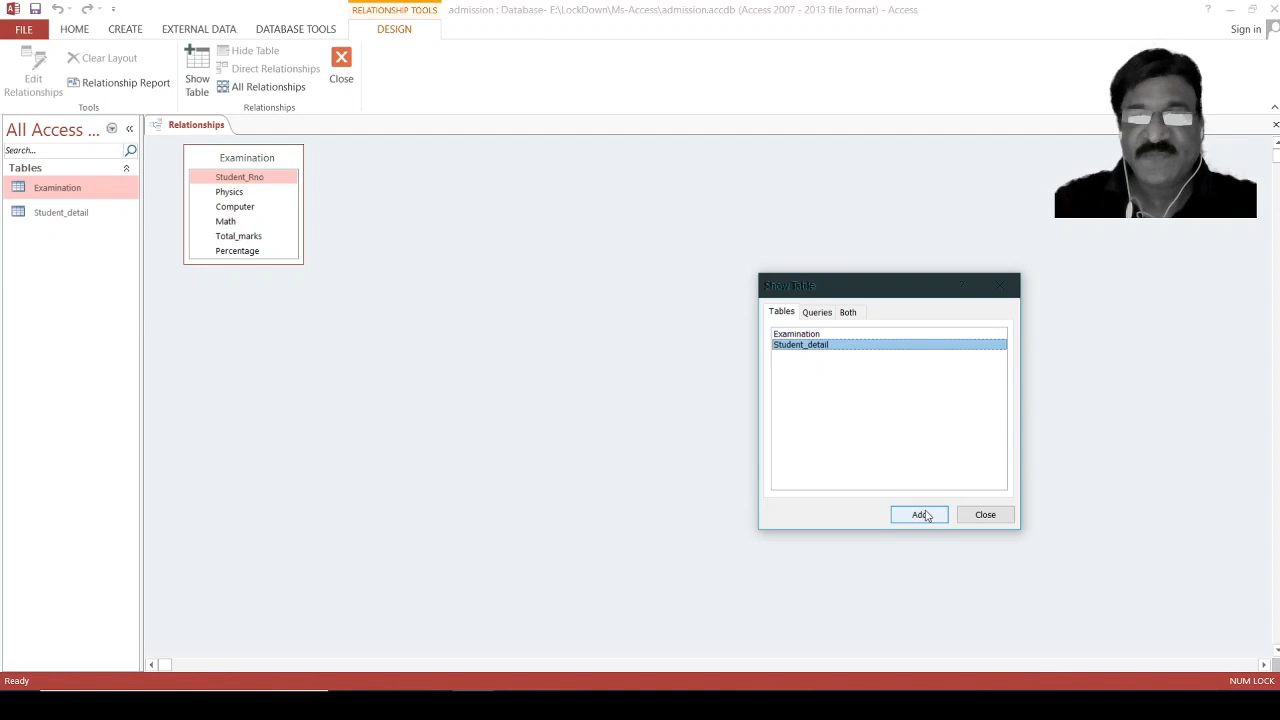 RELATIONSHIP TOOLS
admission : Database- E:\LockDown\Ms-Access\admission.accdb (Access 2007 - 2013 file format) - Access
FILE
HOME
CREATE
EXTERNAL DATA
DATABASE TOOLS
DESIGN
Sign in
Edit
Relationships
Clear Layout
Relationship Report
Tools
Show
Table
Hide Table
Direct Relationships
All Relationships
Relationships
Close
All Access ...
Search...
Tables
Examination
Student_detail
Relationships
Examination
Student_Rno
Physics
Computer
Math
Total_marks
Percentage
Show Table
Tables
Queries
Both
Examination
Student_detail
Add
Close
Ready
NUM LOCK